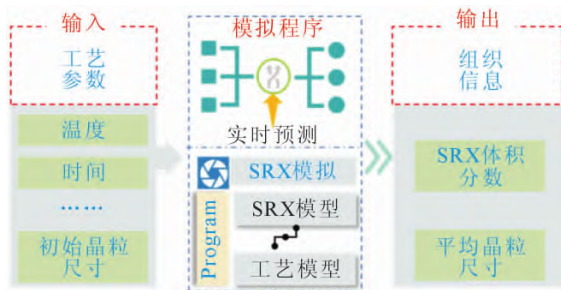 输入
工艺
参数
温度
时间
……
初始晶粒
尺寸
模拟程序
实时预测
SRX模拟
Program
SRX模型
工艺模型
输出
组织
信息
SRX体积
分数
平均晶粒
尺寸